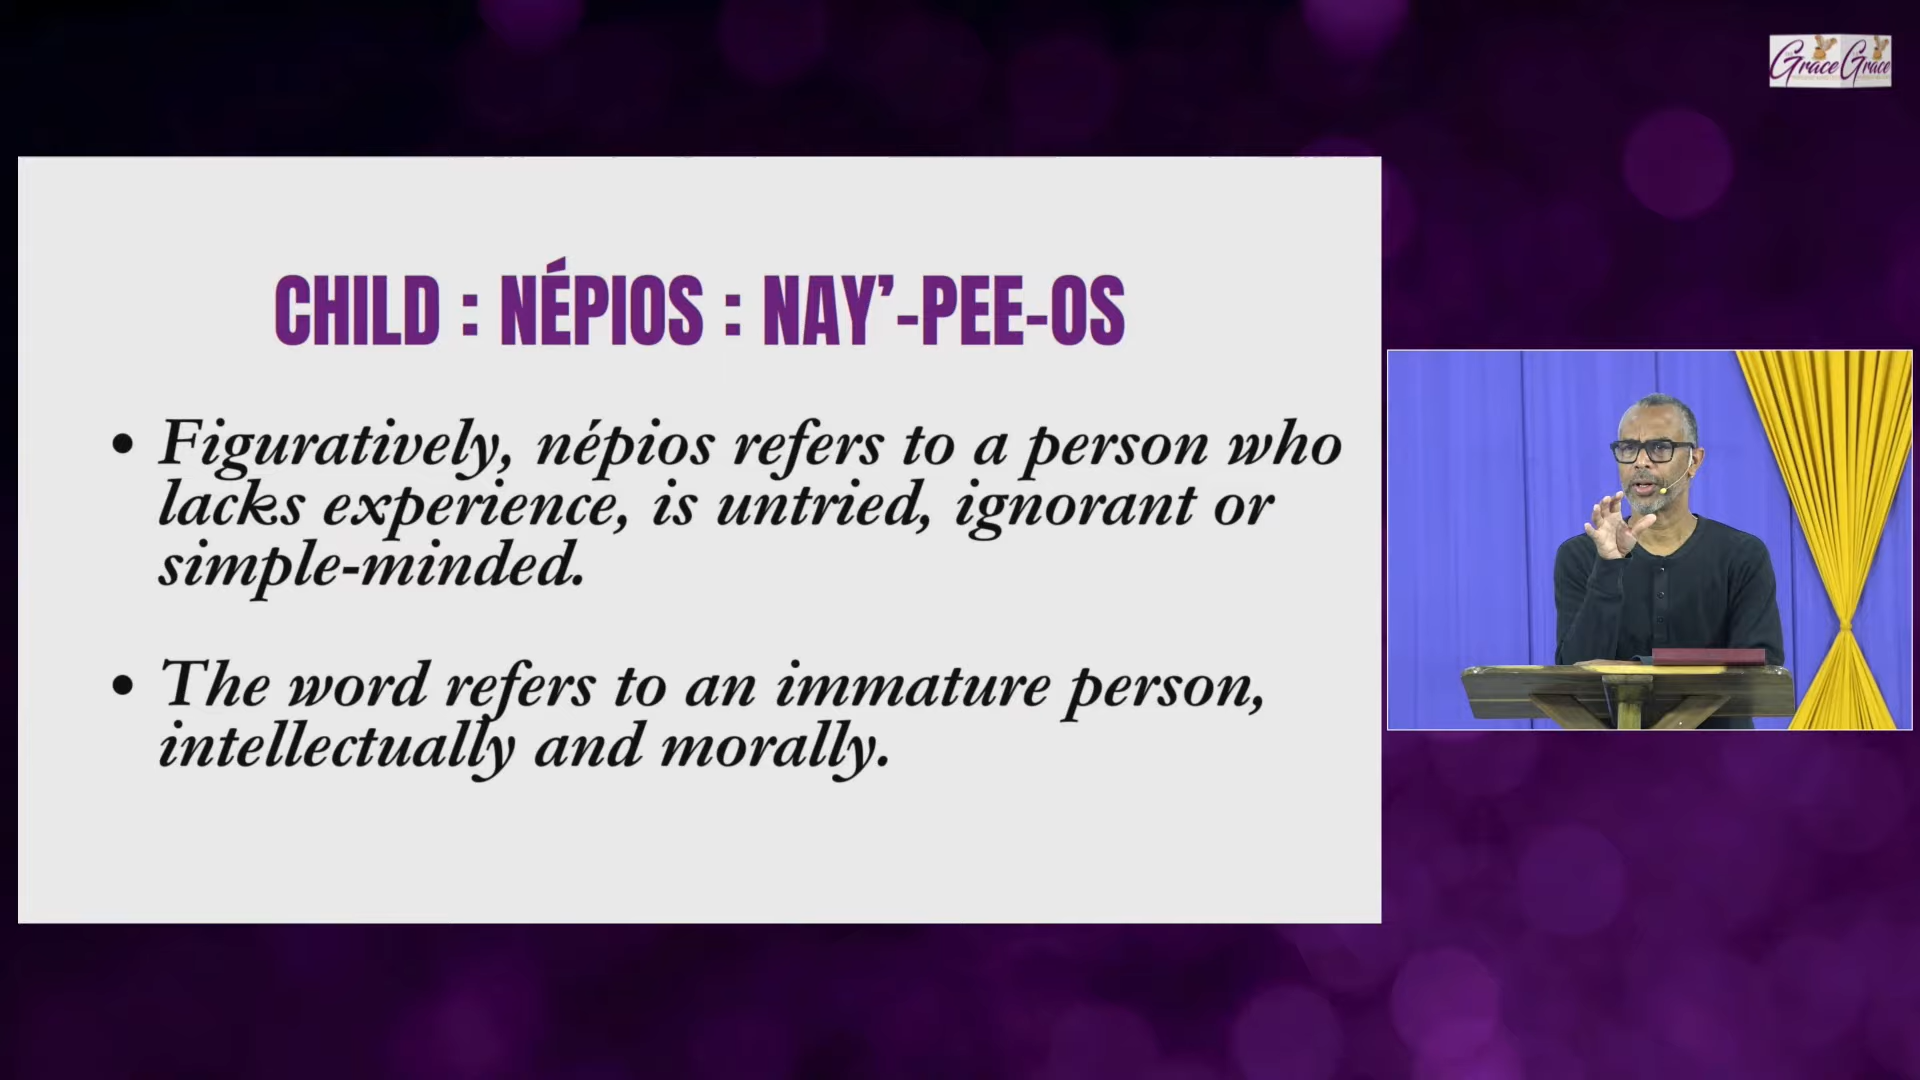 Grace Grace
CHILD : NÉPIOS : NAY’-PEE-OS
• Figuratively, népios refers to a person who
lacks experience, is untried, ignorant or
simple-minded.
• The word refers to an immature person,
intellectually and morally.